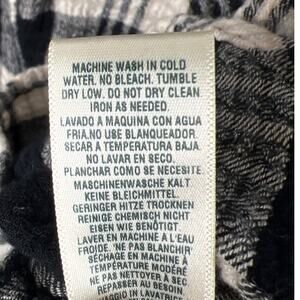 MACHINE WASH IN COLD
WATER. NO BLEACH. TUMBLE
DRY LOW. DO NOT DRY CLEAN.
IRON AS NEEDED.
LAVADO A MAQUINA CON AGUA
FRIA.NO USE BLANQUEADOR.
SECAR A TEMPERATURA BAJA.
NO LAVAR EN SECO.
PLANCHAR COMO SE NECESITE.
MASCHINENWASCHE KALT
KEINE BLEICHMITTEL.
GERINGER HITZE TROCKNEN
REINIGE CHEMISCH NICHT
EISEN WIE BENÖTIGT.
LAVER EN MACHINE À L'EAU
FROIDE. 'NE PAS BLANCHIR'
SÉCHAGE EN MACHINE À
TEMPÉRATURE MODÉRÉ
NE PAS NETTOYER À SEC
REPASSER AU BESOIN.